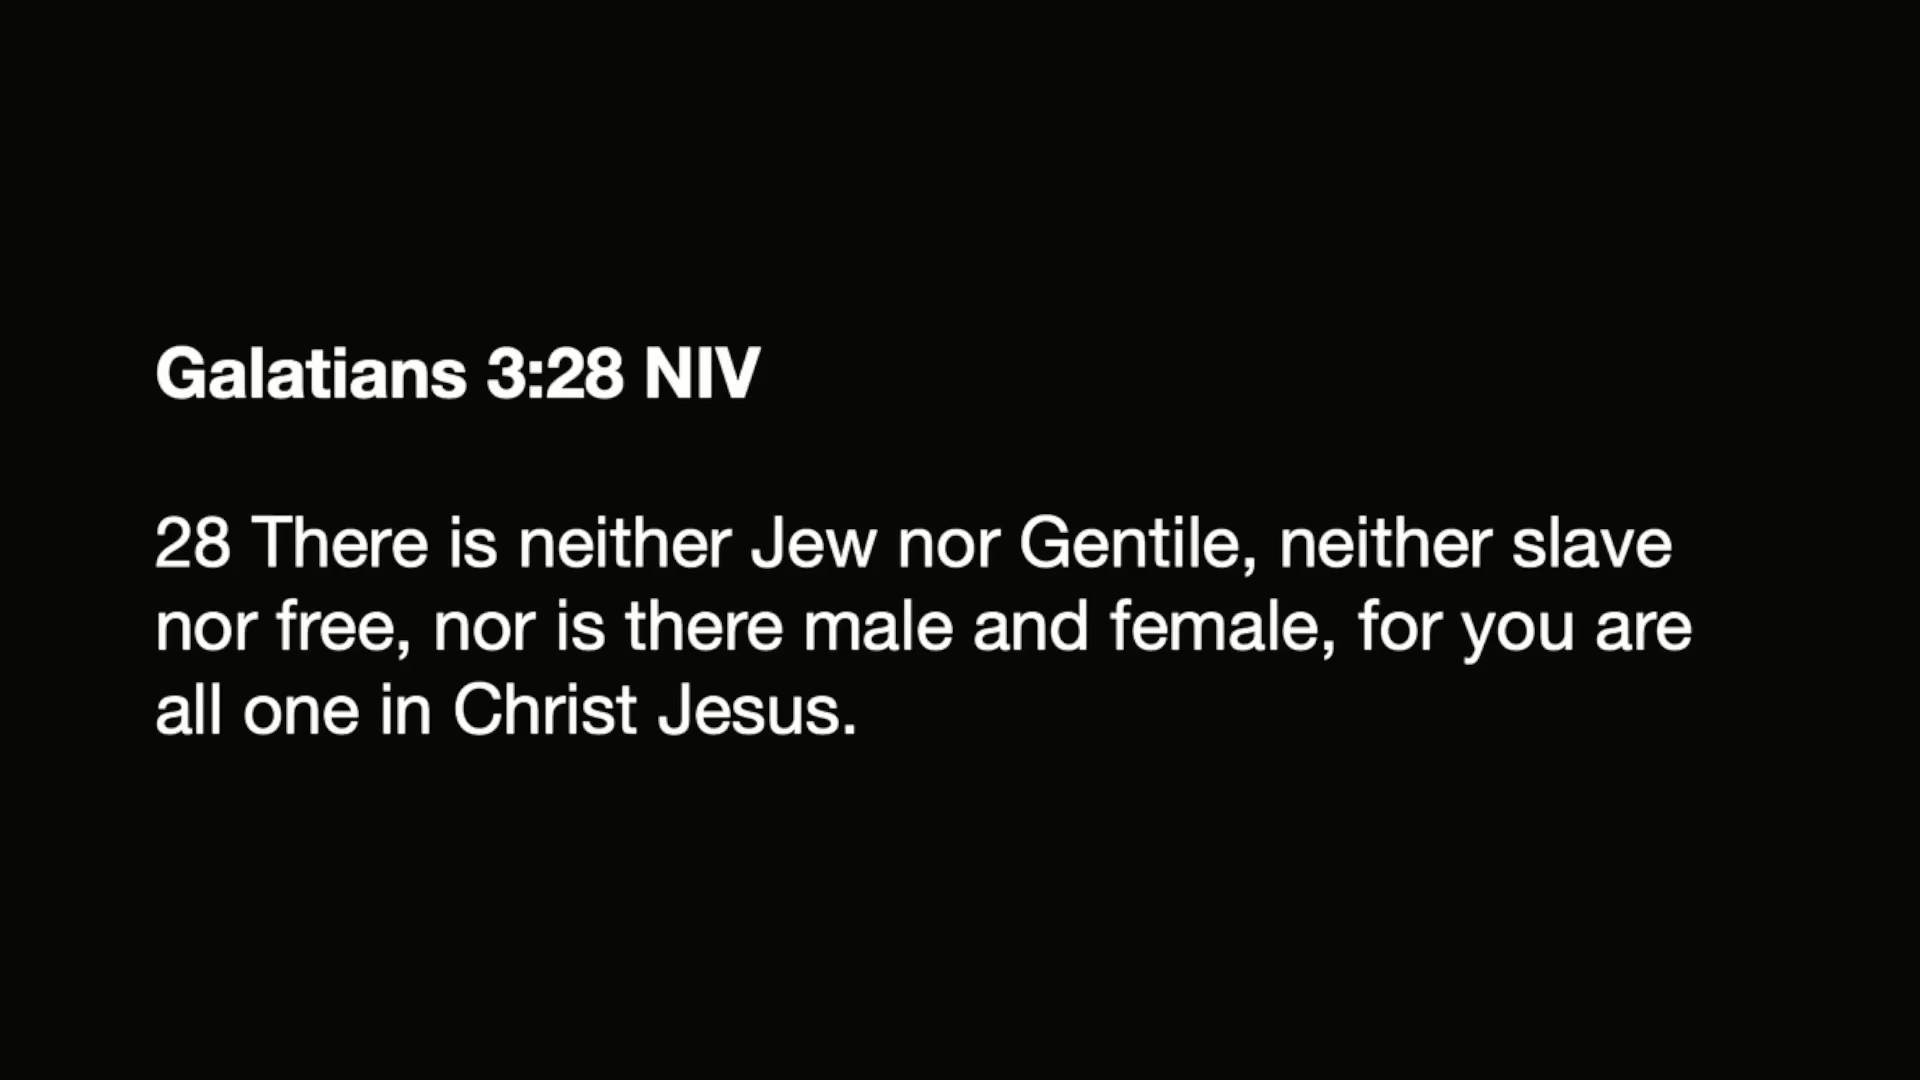 Galatians 3:28 NIV
28 There is neither Jew nor Gentile, neither slave
nor free, nor is there male and female, for you are
all one in Christ Jesus.